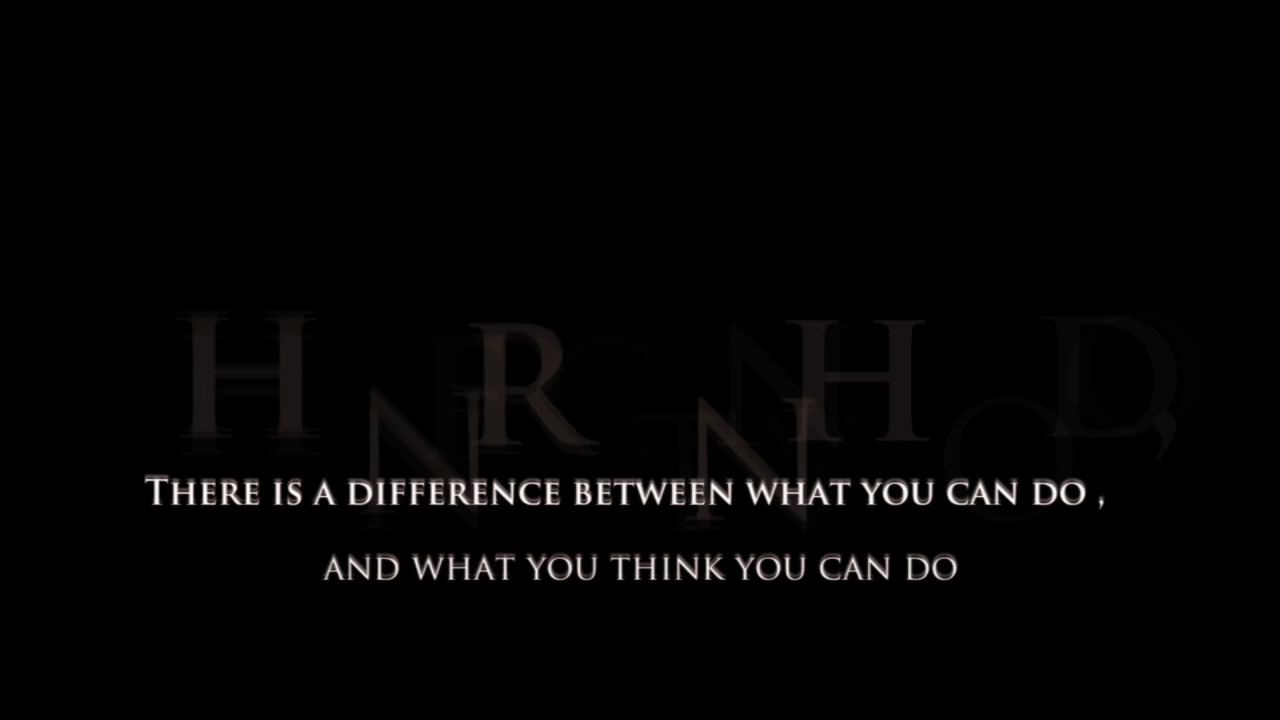 There is a difference between what you can do ,
and what you think you can do